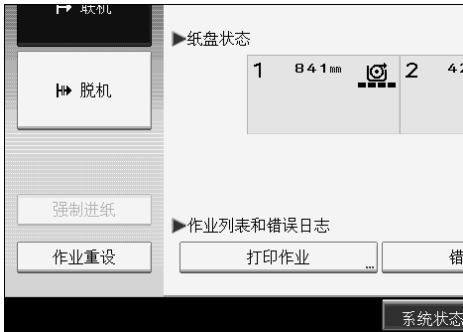 联机
▶纸盘状态
1 841mm 2
脱机
强制进纸
▶作业列表和错误日志
作业重设 打印作业 ... 错
系统状态